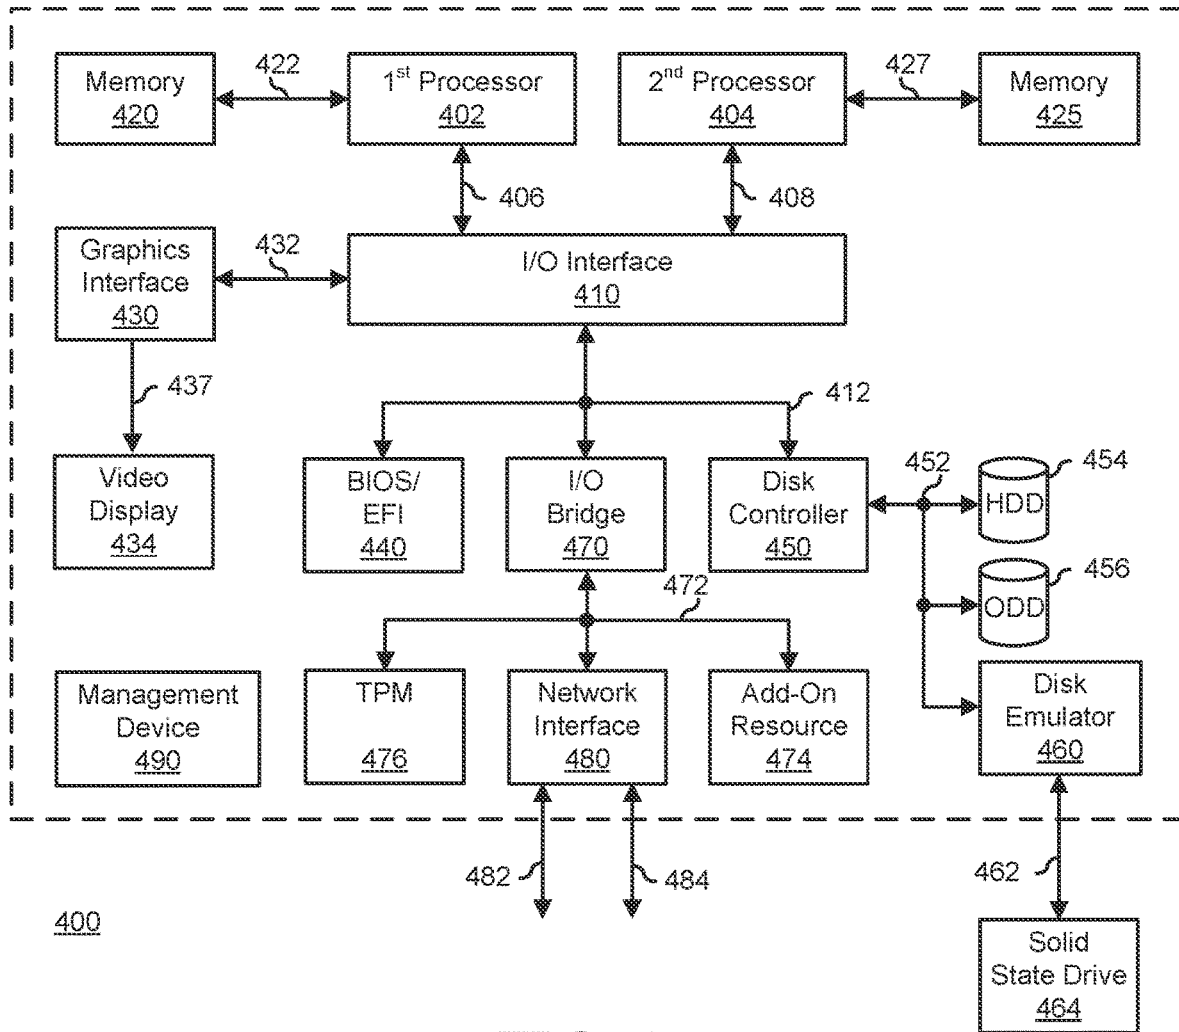 Memory
420
422
1st Processor
402
2nd Processor
404
427
Memory
425
406
408
Graphics
Interface
430
432
I/O Interface
410
437
412
Video
Display
434
BIOS/
EFI
440
I/O
Bridge
470
Disk
Controller
450
452
HDD
454
ODD
456
472
Management
Device
490
TPM
476
Network
Interface
480
Add-On
Resource
474
Disk
Emulator
460
482
484
462
400
Solid
State Drive
464